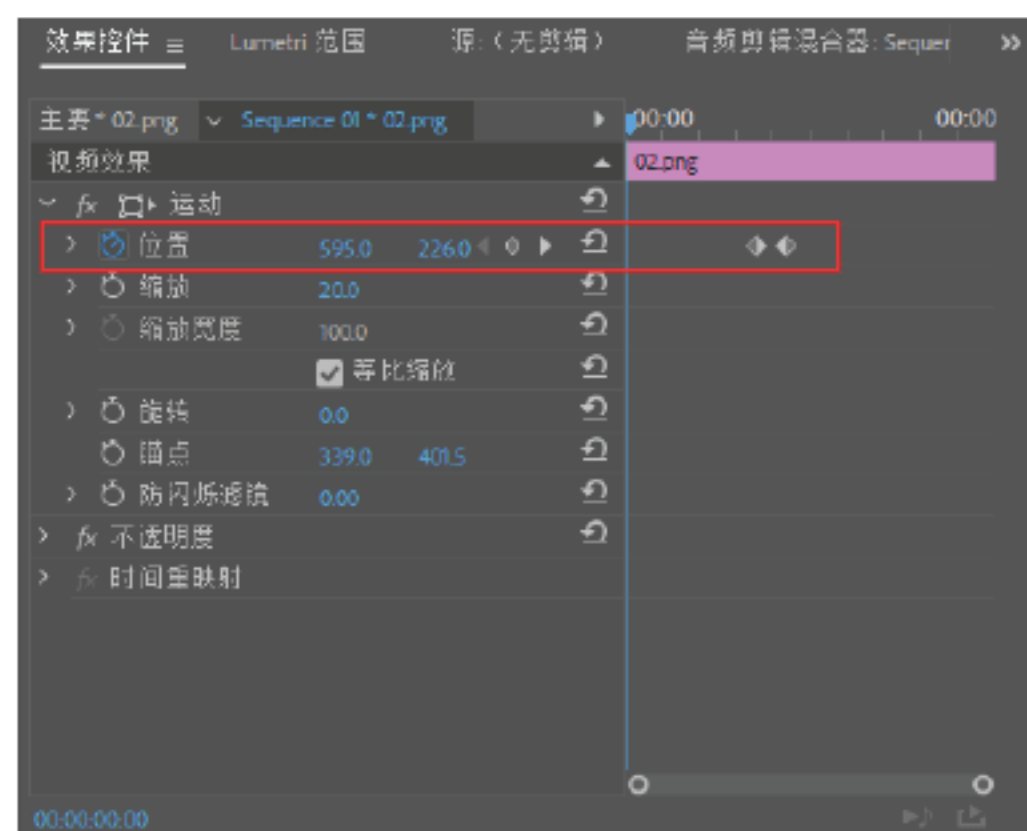 效果控件 Lumetri 范围 源:（无剪辑） 音频剪辑混合器: Sequer
主要 * 02.png Sequence 01 * 02.png 00:00 00:00
视频效果 02.png
fx 运动
位置 595.0 226.0
缩放 20.0
缩放宽度 100.0
等比缩放
旋转 0.0
锚点 339.0 401.5
防闪烁滤镜 0.00
fx 不透明度
fx 时间重映射
00:00:00:00